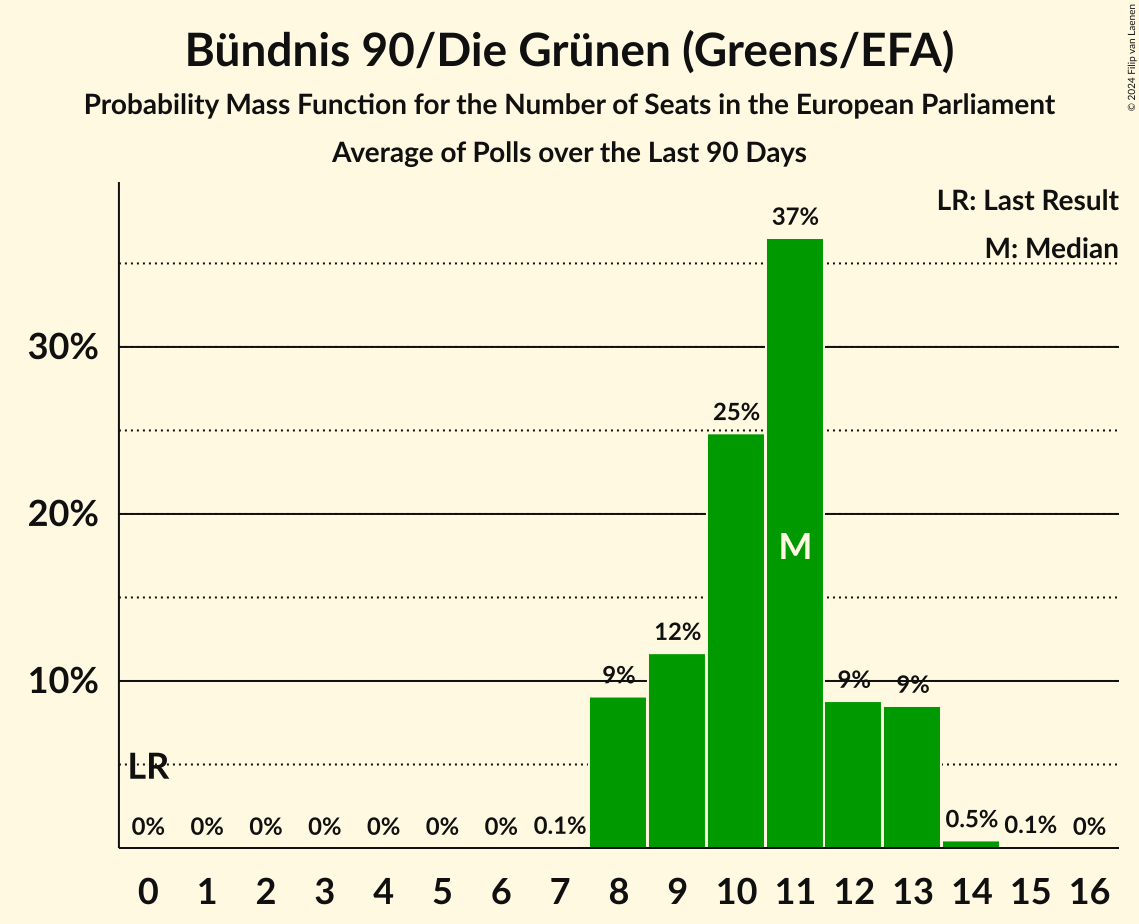 Bündnis 90/Die Grünen (Greens/EFA)
Probability Mass Function for the Number of Seats in the European Parliament
Average of Polls over the Last 90 Days
© 2024 Filip van Laenen
LR: Last Result
M: Median
37%
30%
25%
20%
M
12%
10%
9%
9%
9%
LR
0% 0% 0% 0% 0% 0% 0% 0.1% 0.5% 0.1% 0%
0 1 2 3 4 5 6 7 8 9 10 11 12 13 14 15 16